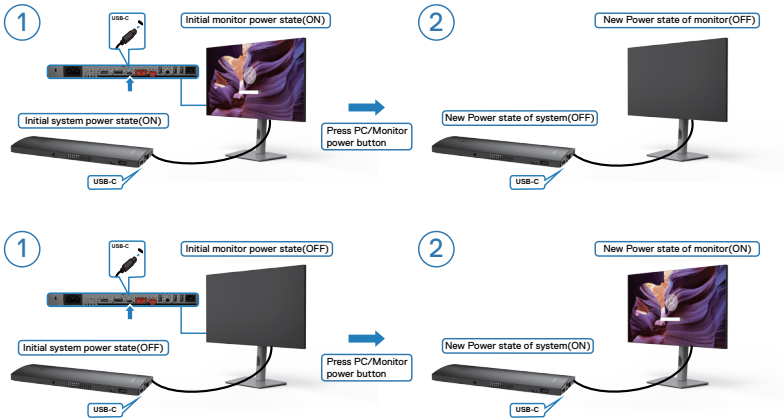 1
USB-C
Initial monitor power state(ON)
Initial system power state(ON)
USB-C
Press PC/Monitor
power button
2
New Power state of monitor(OFF)
New Power state of system(OFF)
USB-C
1
USB-C
Initial monitor power state(OFF)
Initial system power state(OFF)
USB-C
Press PC/Monitor
power button
2
New Power state of monitor(ON)
New Power state of system(ON)
USB-C